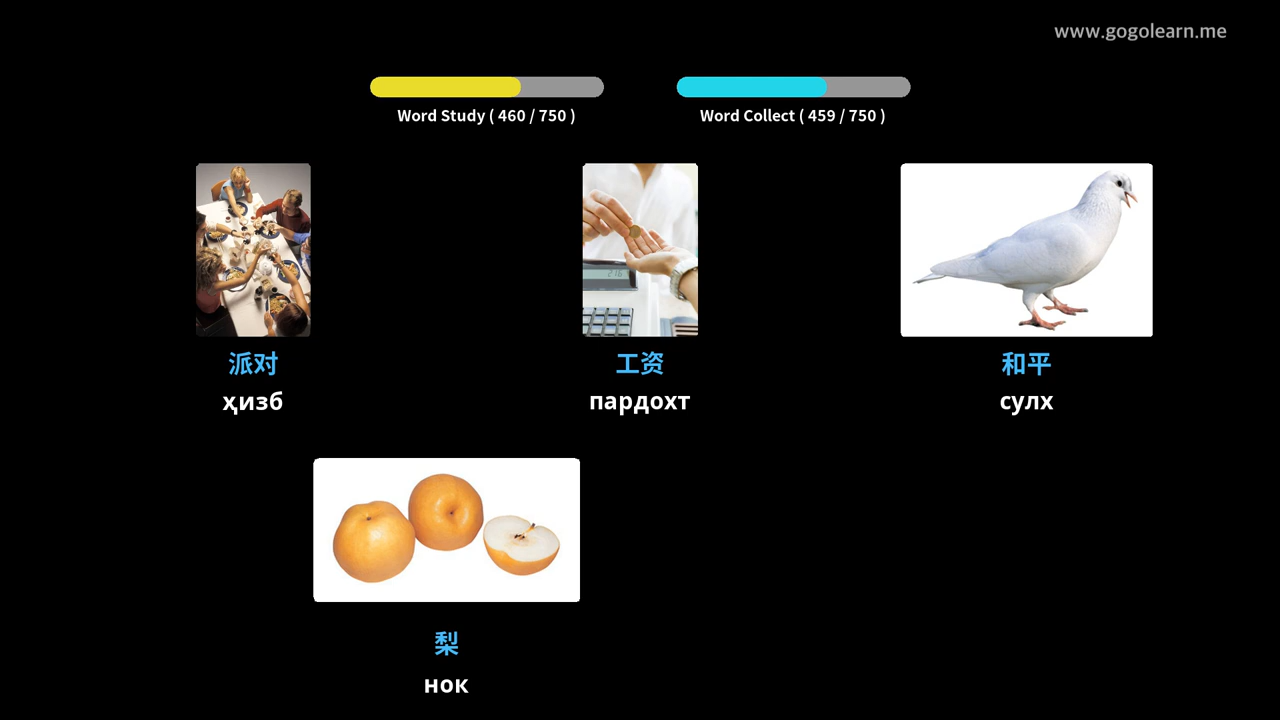 www.gogolearn.me
Word Study ( 460 / 750 )
Word Collect ( 459 / 750 )
派对
工资
和平
ҳизб
пардохт
сулх
梨
нок